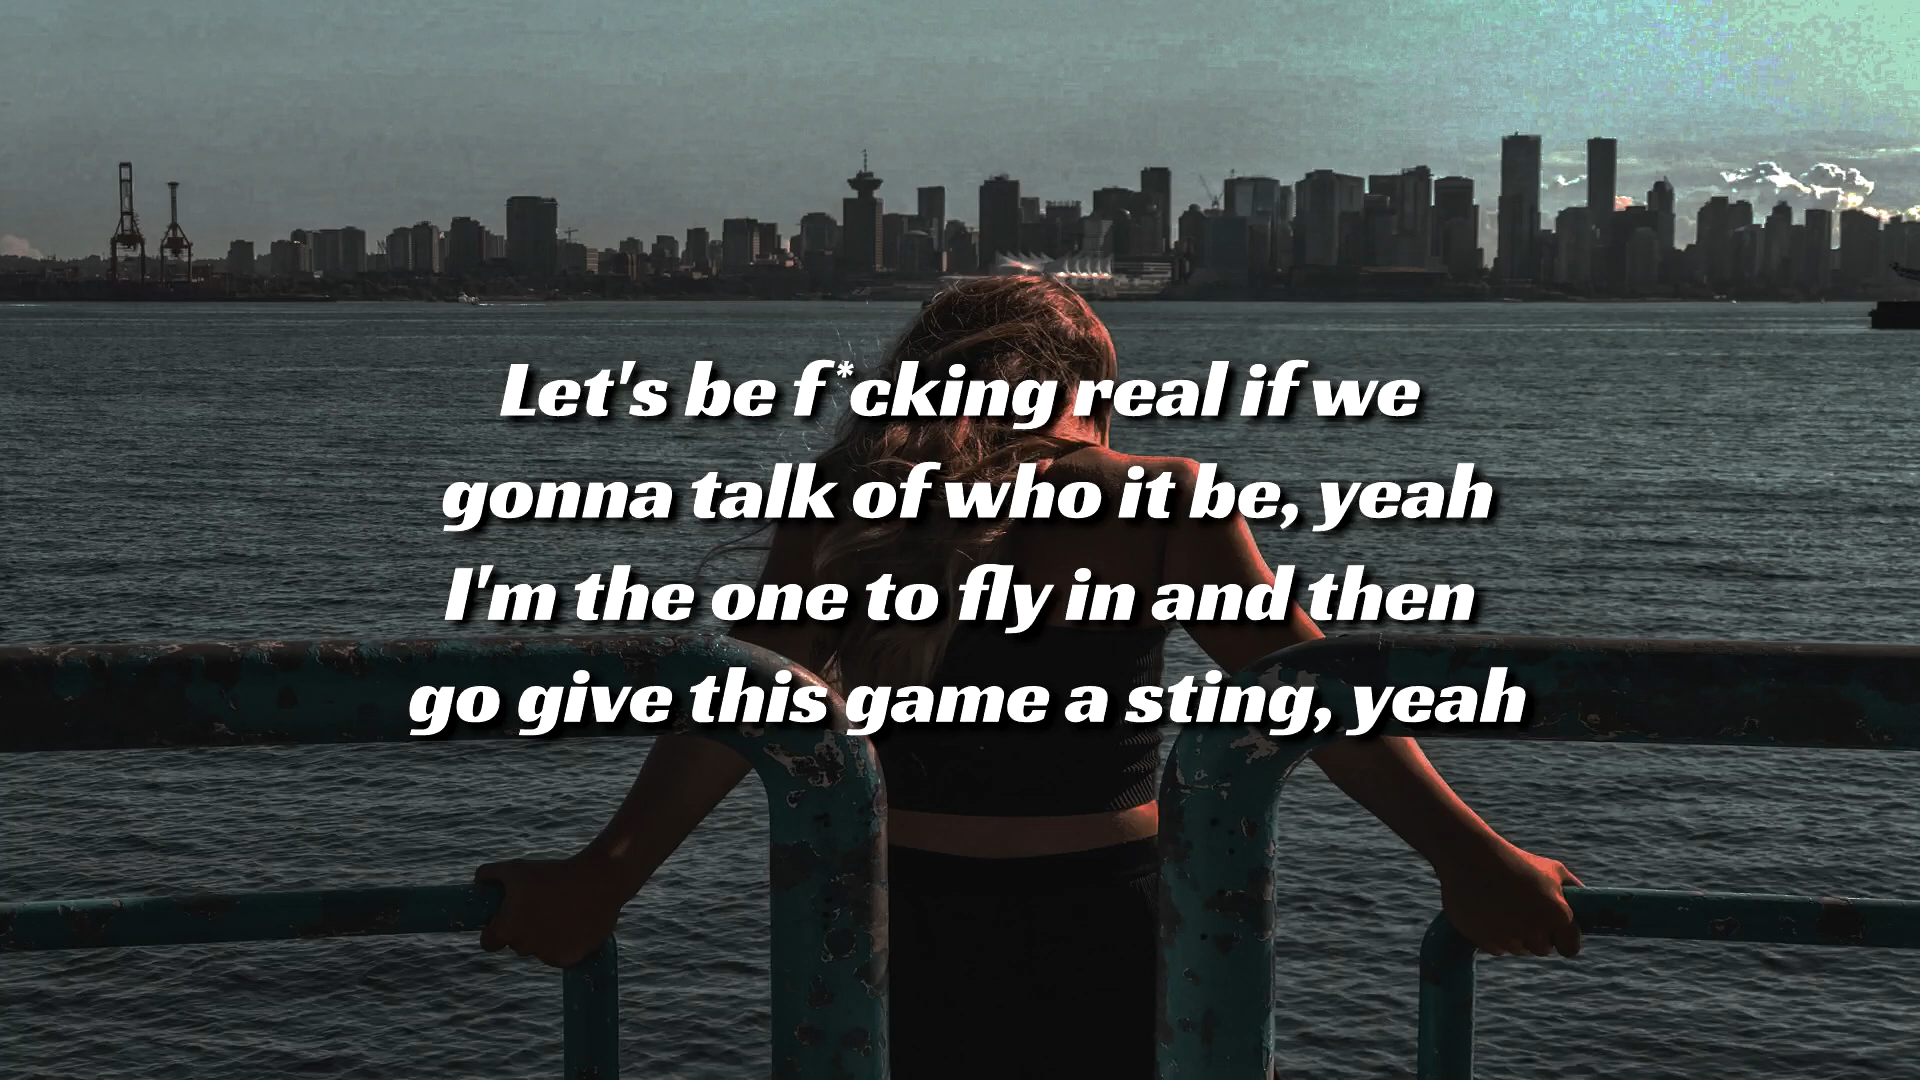 Let's be f*cking real if we
gonna talk of who it be, yeah
I'm the one to fly in and then
go give this game a sting, yeah